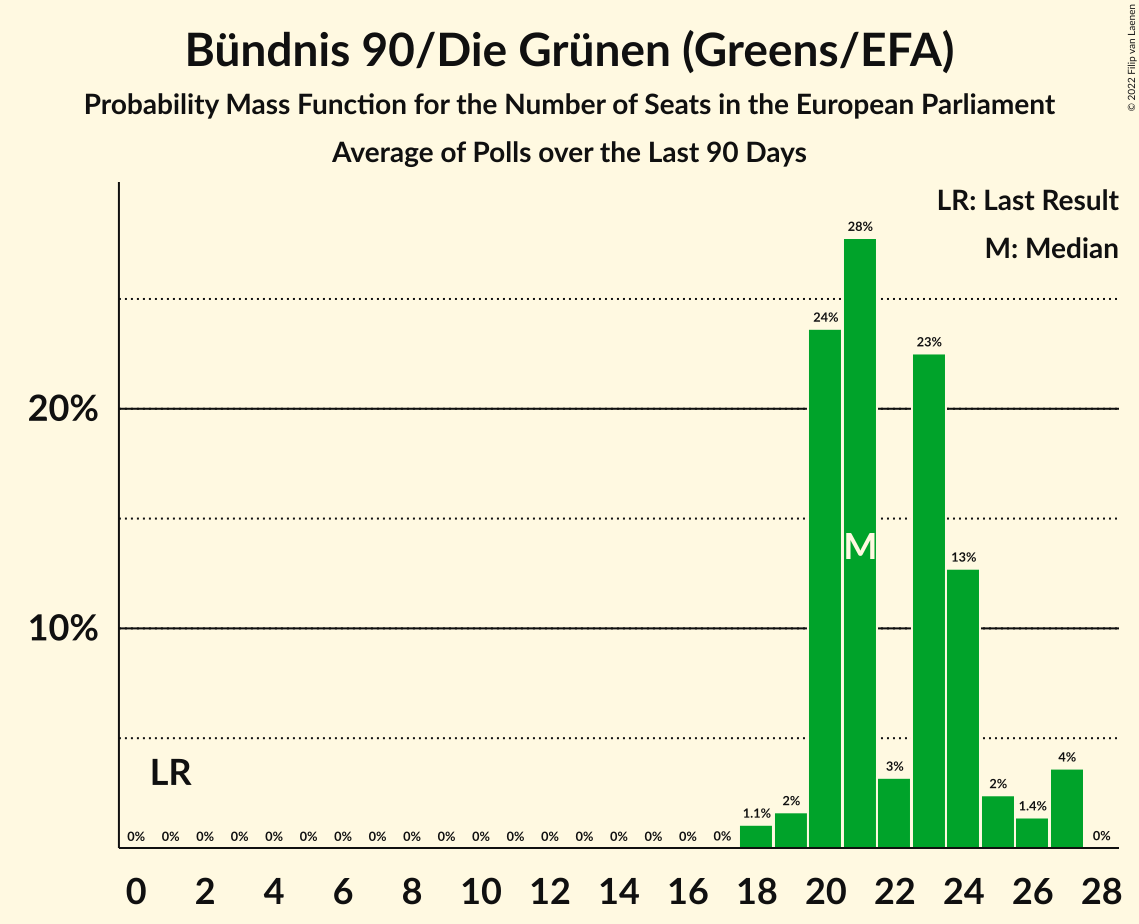 Bündnis 90/Die Grünen (Greens/EFA)
Probability Mass Function for the Number of Seats in the European Parliament
Average of Polls over the Last 90 Days
© 2022 Filip van Laenen
LR: Last Result
M: Median
28%
24%
23%
20%
M
13%
10%
LR
4%
3%
2%
1.4%
2%
1.1%
0% 0% 0% 0% 0% 0% 0% 0% 0% 0% 0% 0% 0% 0% 0% 0% 0% 0% 0%
0 2 4 6 8 10 12 14 16 18 20 22 24 26 28